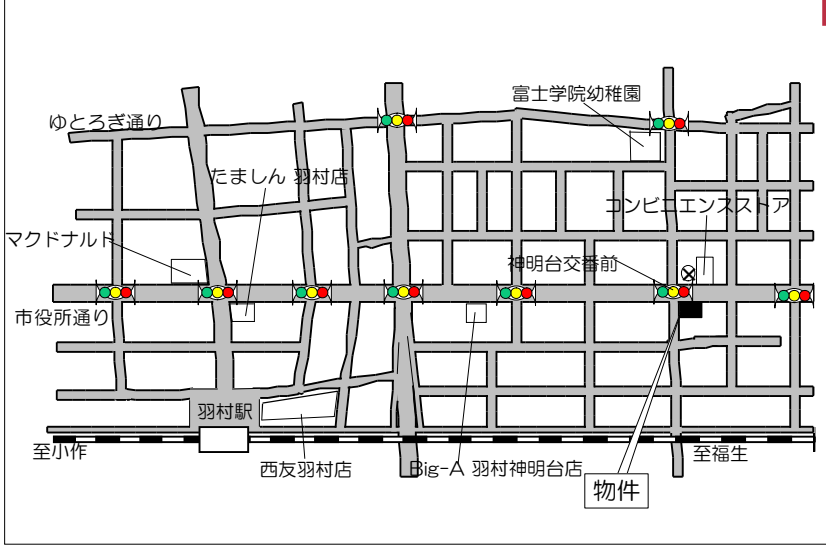 富士学院幼稚園
ゆとろぎ通り
たましん 羽村店
コンビニエンスストア
マクドナルド
神明台交番前
市役所通り
羽村駅
至小作
西友羽村店
Big-A 羽村神明台店
至福生
物件